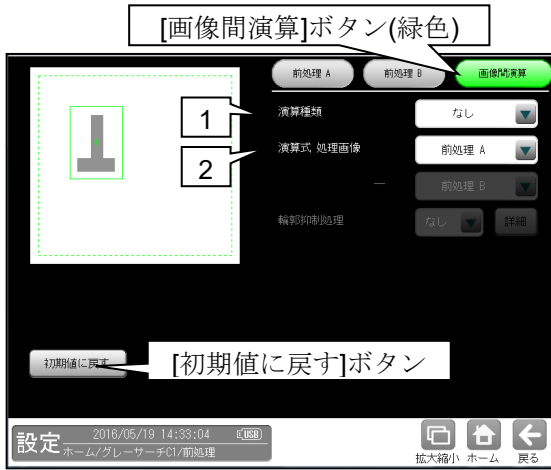 [画像間演算]ボタン(緑色)
前処理 A 前処理 B 画像間演算
1 演算種類 なし
2 演算式 処理画像 前処理 A
— 前処理 B
輪郭抑制処理 なし 詳細
初期値に戻す [初期値に戻す]ボタン
設定 2016/05/19 14:33:04 USB
ホーム/グレーサーチC1/前処理
拡大縮小 ホーム 戻る